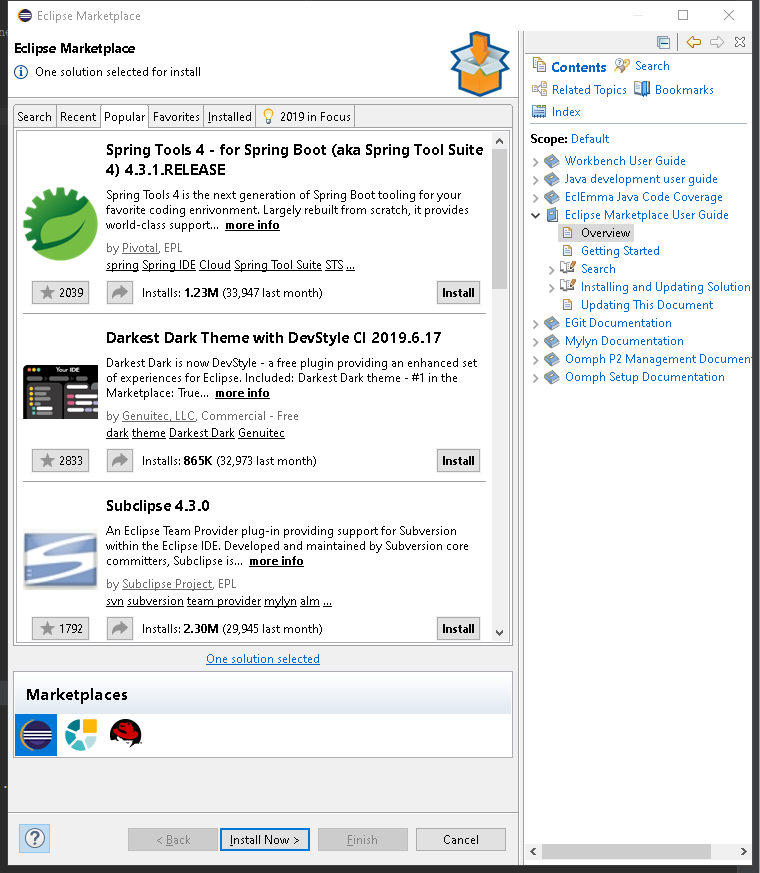 Eclipse Marketplace
Eclipse Marketplace
One solution selected for install
Search Recent Popular Favorites Installed 2019 in Focus
Spring Tools 4 - for Spring Boot (aka Spring Tool Suite
4) 4.3.1.RELEASE
Spring Tools 4 is the next generation of Spring Boot tooling for your
favorite coding enrivonment. Largely rebuilt from scratch, it provides
world-class support... more info
by Pivotal, EPL
spring Spring IDE Cloud Spring Tool Suite STS ...
2039 Installs: 1.23M (33,947 last month) Install
Darkest Dark Theme with DevStyle CI 2019.6.17
Your IDE
Darkest Dark is now DevStyle - a free plugin providing an enhanced set
of experiences for Eclipse. Included: Darkest Dark theme - #1 in the
Marketplace: True... more info
by Genuitec, LLC, Commercial - Free
dark theme Darkest Dark Genuitec
2833 Installs: 865K (32,973 last month) Install
Subclipse 4.3.0
An Eclipse Team Provider plug-in providing support for Subversion
within the Eclipse IDE. Developed and maintained by Subversion core
committers, Subclipse is... more info
by Subclipse Project, EPL
svn subversion team provider mylyn alm ...
1792 Installs: 2.30M (29,945 last month) Install
One solution selected
Marketplaces
? < Back Install Now > Finish Cancel
Contents Search
Related Topics Bookmarks
Index
Scope: Default
Workbench User Guide
Java development user guide
EclEmma Java Code Coverage
Eclipse Marketplace User Guide
Overview
Getting Started
Search
Installing and Updating Solution
Updating This Document
EGit Documentation
Mylyn Documentation
Oomph P2 Management Documen
Oomph Setup Documentation